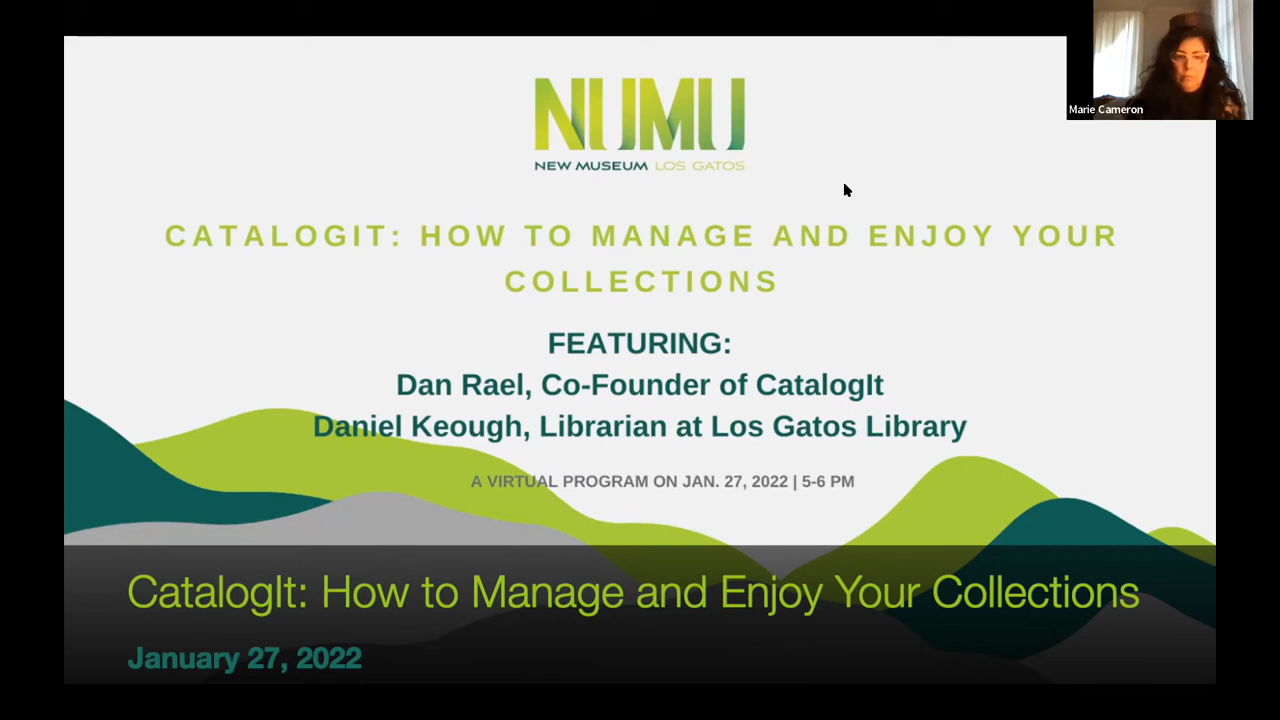 NUMU
NEW MUSEUM LOS GATOS
Marie Cameron
CATALOGIT: HOW TO MANAGE AND ENJOY YOUR
COLLECTIONS
FEATURING:
Dan Rael, Co-Founder of CatalogIt
Daniel Keough, Librarian at Los Gatos Library
A VIRTUAL PROGRAM ON JAN. 27, 2022 | 5-6 PM
CatalogIt: How to Manage and Enjoy Your Collections
January 27, 2022